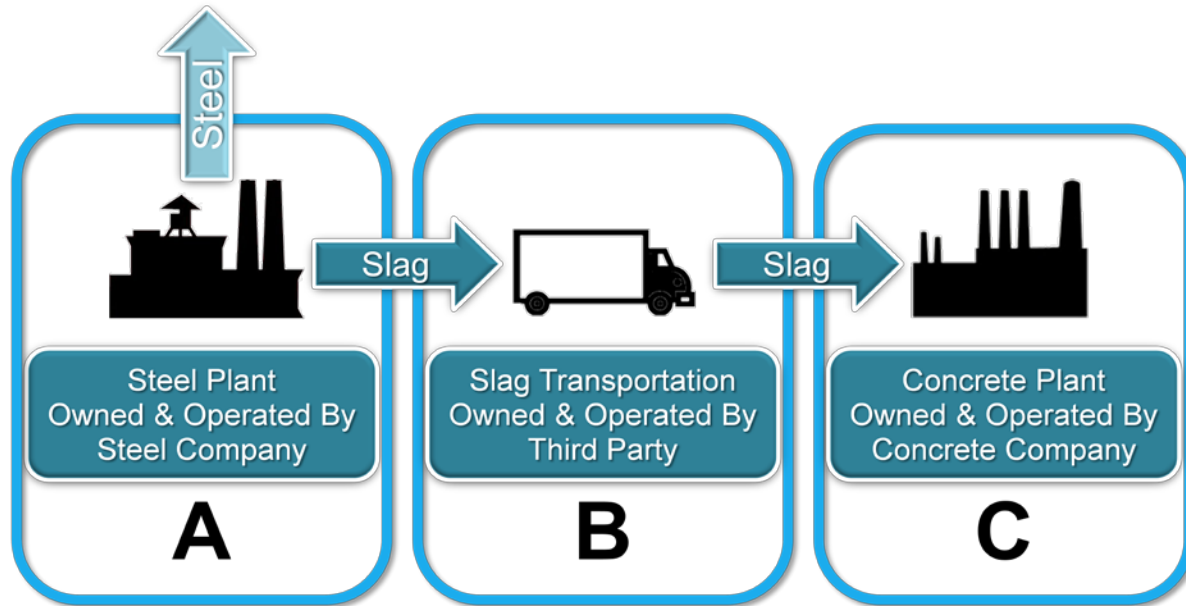 Steel
Slag
Slag
Steel Plant
Owned & Operated By
Steel Company
Slag Transportation
Owned & Operated By
Third Party
Concrete Plant
Owned & Operated By
Concrete Company
A
B
C